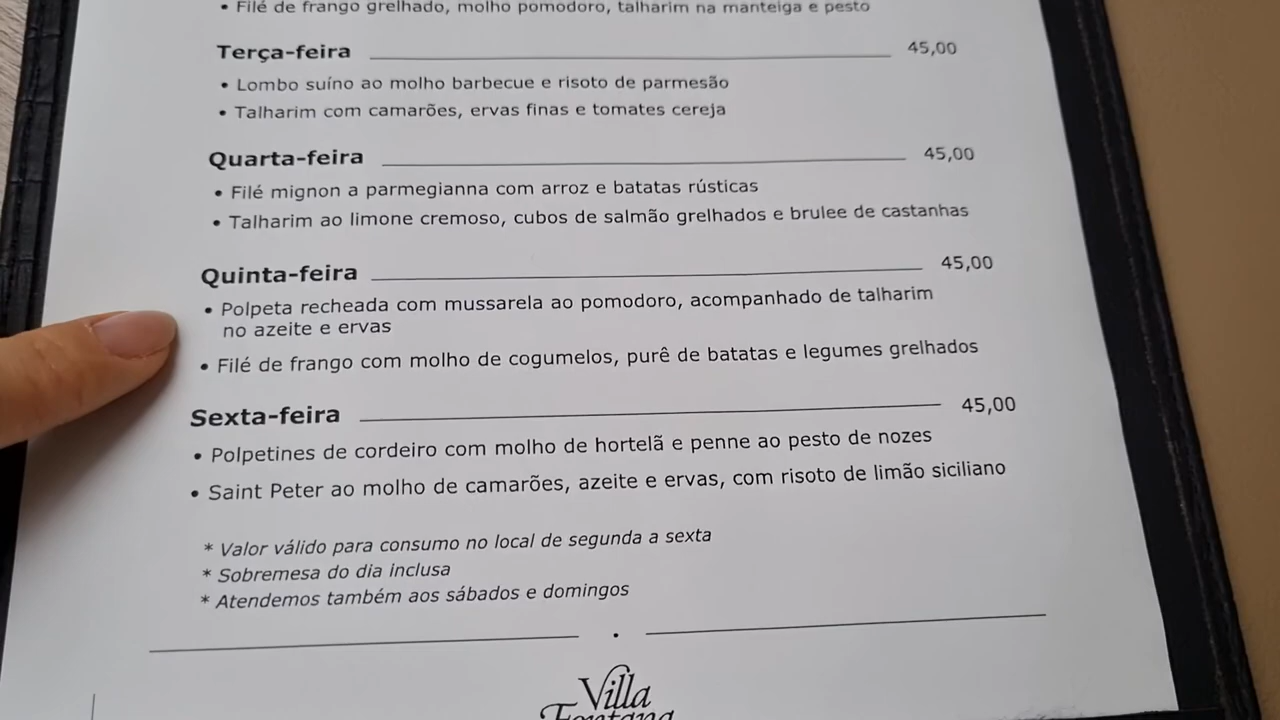 • Filé de frango grelhado, molho pomodoro, talharim na manteiga e pesto
Terça-feira 45,00
• Lombo suíno ao molho barbecue e risoto de parmesão
• Talharim com camarões, ervas finas e tomates cereja
Quarta-feira 45,00
• Filé mignon a parmegianna com arroz e batatas rústicas
• Talharim ao limone cremoso, cubos de salmão grelhados e brulee de castanhas
Quinta-feira 45,00
• Polpeta recheada com mussarela ao pomodoro, acompanhado de talharim
no azeite e ervas
• Filé de frango com molho de cogumelos, purê de batatas e legumes grelhados
Sexta-feira 45,00
• Polpetines de cordeiro com molho de hortelã e penne ao pesto de nozes
• Saint Peter ao molho de camarões, azeite e ervas, com risoto de limão siciliano
* Valor válido para consumo no local de segunda a sexta
* Sobremesa do dia inclusa
* Atendemos também aos sábados e domingos
Villa
Fontana